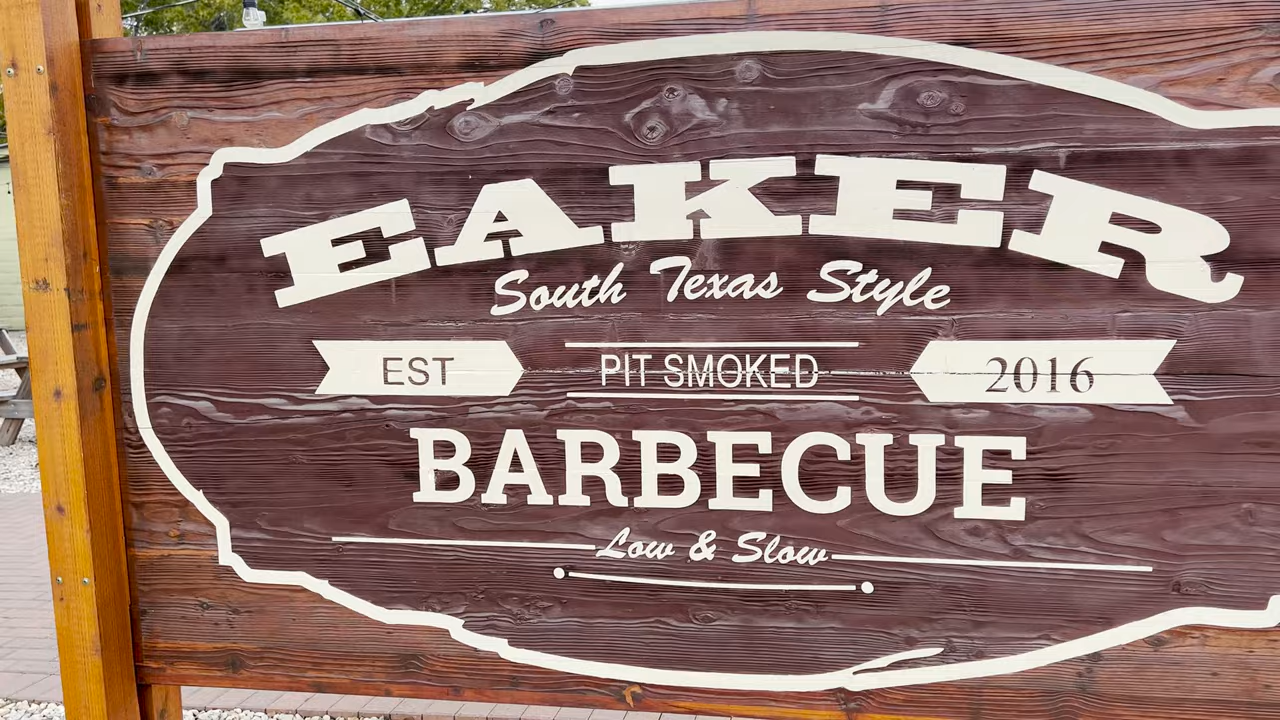 EAKER
South Texas Style
EST PIT SMOKED 2016
BARBECUE
Low & Slow